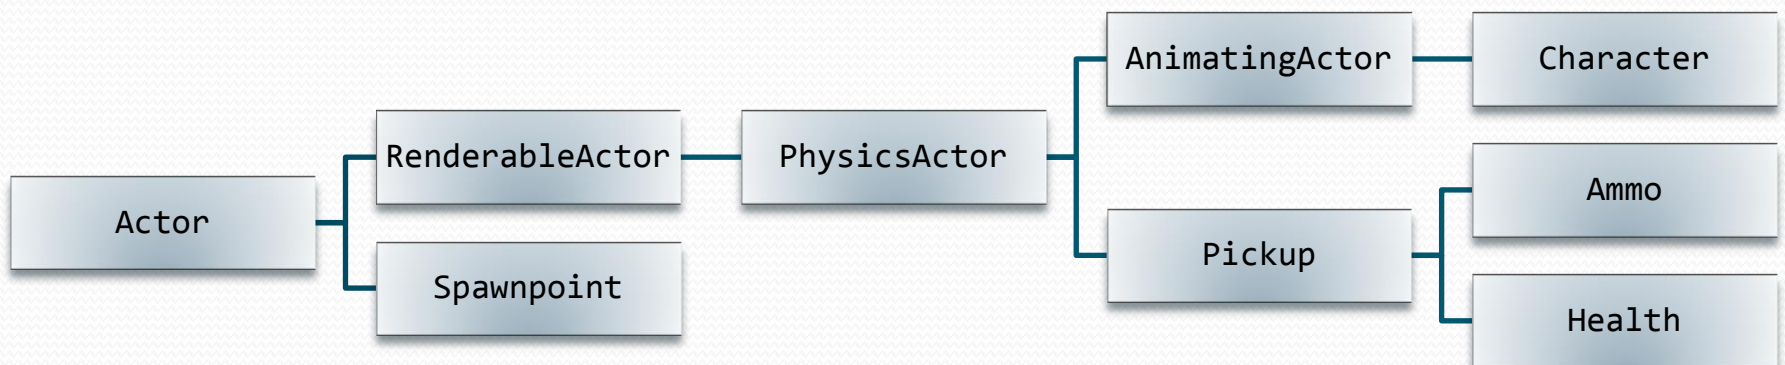 Actor
RenderableActor
Spawnpoint
PhysicsActor
AnimatingActor
Pickup
Character
Ammo
Health